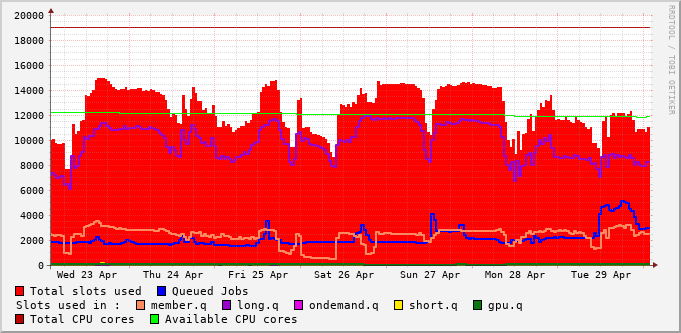 20000
18000
16000
14000
12000
10000
8000
6000
4000
2000
0
Wed 23 Apr Thu 24 Apr Fri 25 Apr Sat 26 Apr Sun 27 Apr Mon 28 Apr Tue 29 Apr
RRDTOOL / TOBI OETIKER
Total slots used Queued Jobs
Slots used in : member.q long.q ondemand.q short.q gpu.q
Total CPU cores Available CPU cores